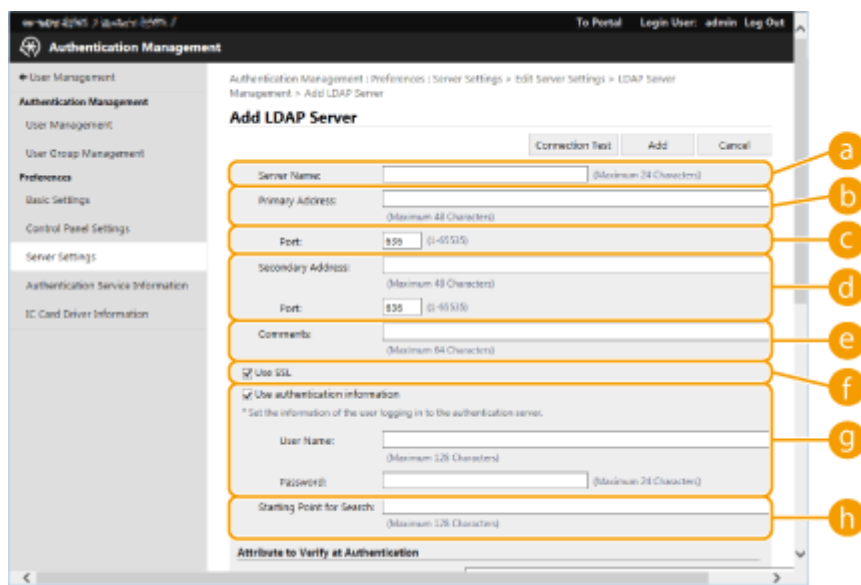 To Portal Login User: admin Log Out
Authentication Management
User Management
Authentication Management
User Management
User Group Management
Preferences
Basic Settings
Control Panel Settings
Server Settings
Authentication Service Information
IC Card Driver Information
Authentication Management : Preferences : Server Settings > Edit Server Settings > LDAP Server
Management > Add LDAP Server
Add LDAP Server
Connection Test Add Cancel
Server Name: (Maximum 24 Characters) a
Primary Address: b
(Maximum 48 Characters)
Port: 636 (1-65535) c
Secondary Address: d
(Maximum 48 Characters)
Port: 636 (1-65535)
Comments: e
(Maximum 64 Characters)
Use SSL f
Use authentication information
* Set the information of the user logging in to the authentication server.
User Name: g
(Maximum 128 Characters)
Password: (Maximum 24 Characters)
Starting Point for Search: h
(Maximum 128 Characters)
Attribute to Verify at Authentication